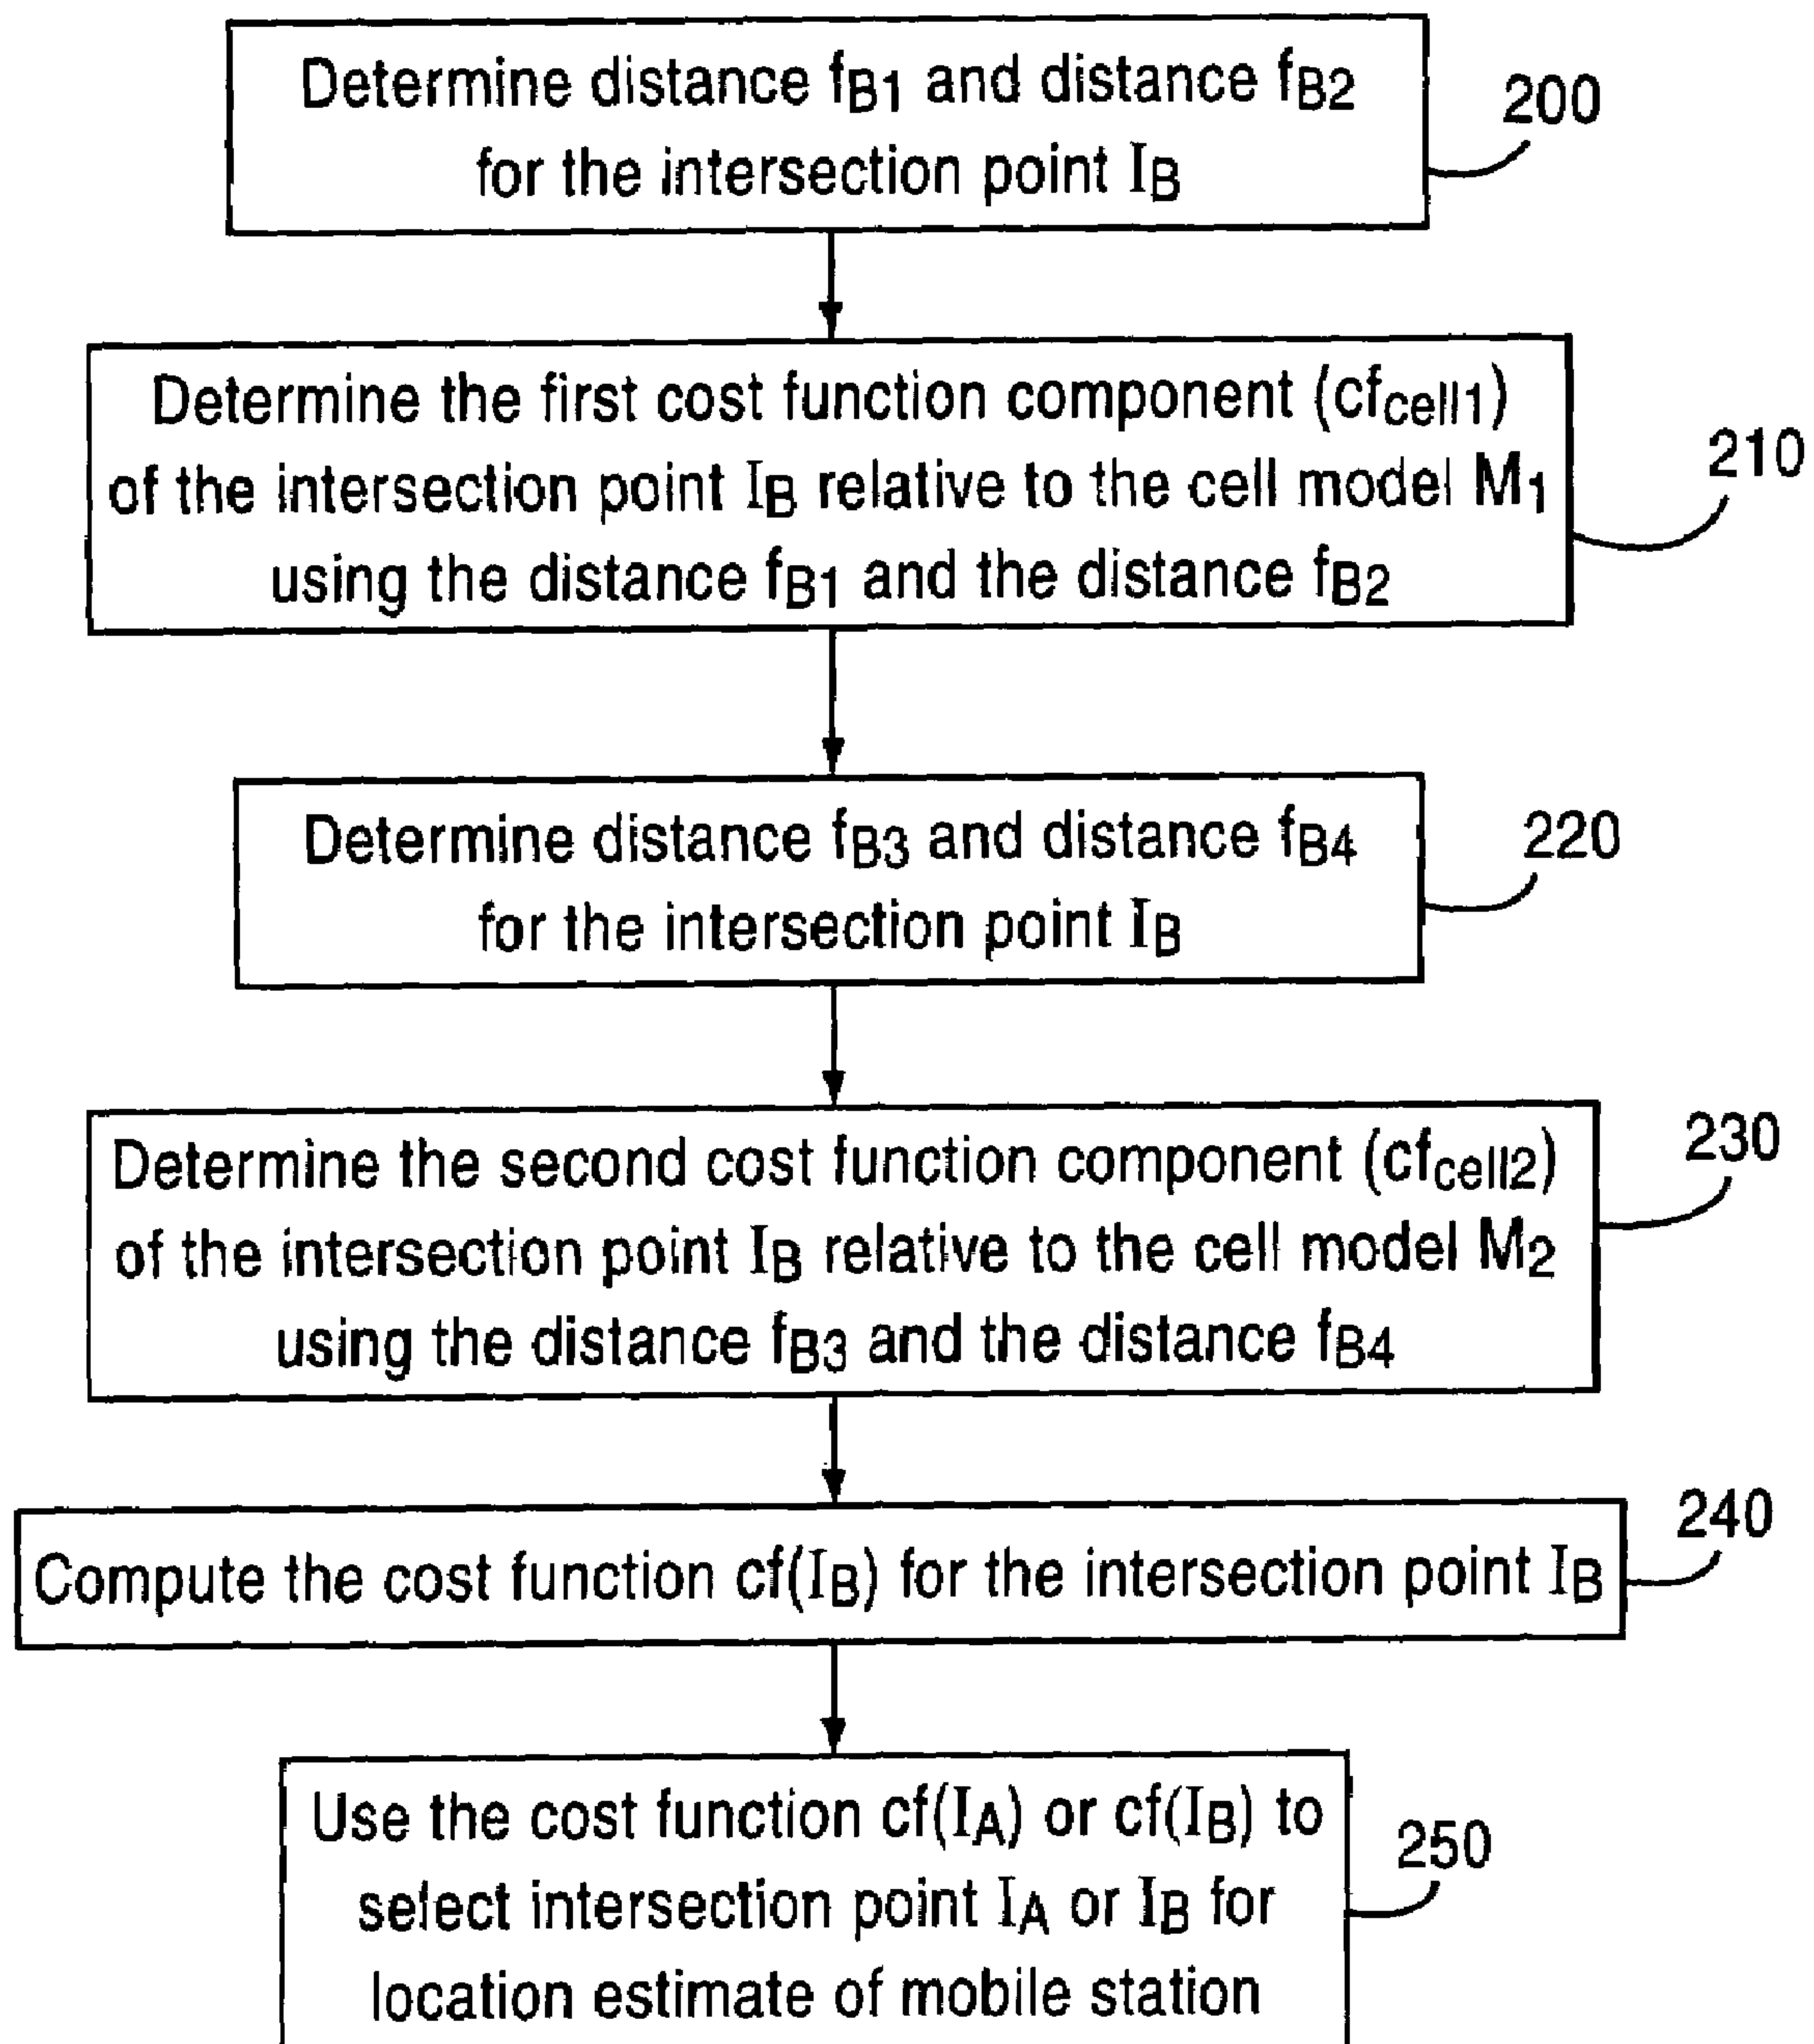 Determine distance fB1 and distance fB2
for the intersection point IB
200
Determine the first cost function component (cfcell1)
of the intersection point IB relative to the cell model M1
using the distance fB1 and the distance fB2
210
Determine distance fB3 and distance fB4
for the intersection point IB
220
Determine the second cost function component (cfcell2)
of the intersection point IB relative to the cell model M2
using the distance fB3 and the distance fB4
230
Compute the cost function cf(IB) for the intersection point IB
240
Use the cost function cf(IA) or cf(IB) to
select intersection point IA or IB for
location estimate of mobile station
250